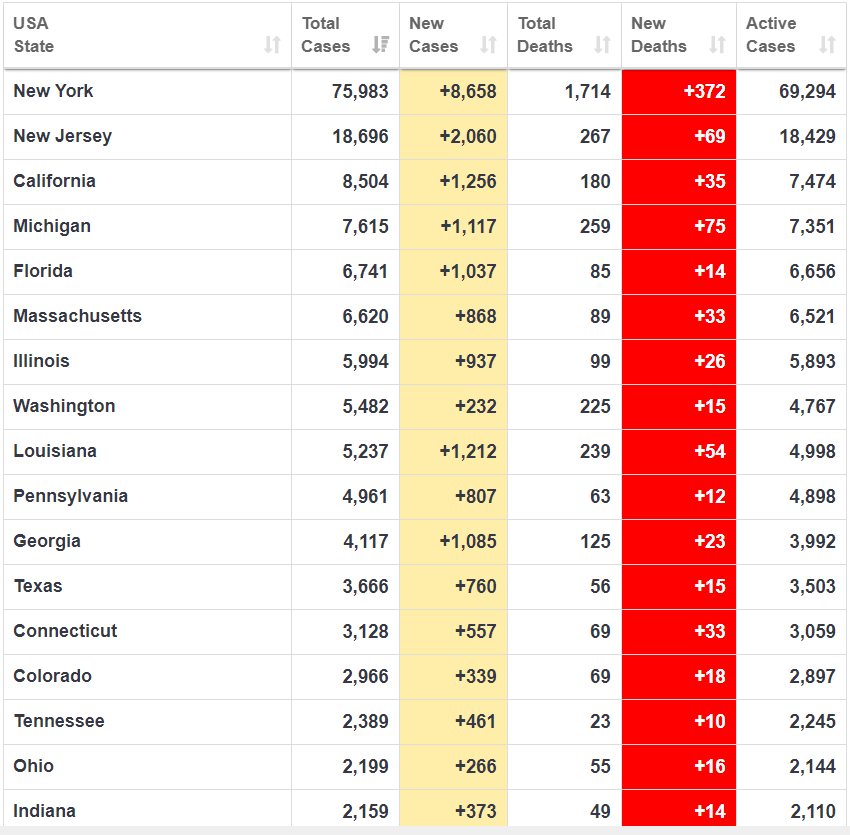 USA State Total Cases New Cases Total Deaths New Deaths Active Cases
New York 75,983 +8,658 1,714 +372 69,294
New Jersey 18,696 +2,060 267 +69 18,429
California 8,504 +1,256 180 +35 7,474
Michigan 7,615 +1,117 259 +75 7,351
Florida 6,741 +1,037 85 +14 6,656
Massachusetts 6,620 +868 89 +33 6,521
Illinois 5,994 +937 99 +26 5,893
Washington 5,482 +232 225 +15 4,767
Louisiana 5,237 +1,212 239 +54 4,998
Pennsylvania 4,961 +807 63 +12 4,898
Georgia 4,117 +1,085 125 +23 3,992
Texas 3,666 +760 56 +15 3,503
Connecticut 3,128 +557 69 +33 3,059
Colorado 2,966 +339 69 +18 2,897
Tennessee 2,389 +461 23 +10 2,245
Ohio 2,199 +266 55 +16 2,144
Indiana 2,159 +373 49 +14 2,110